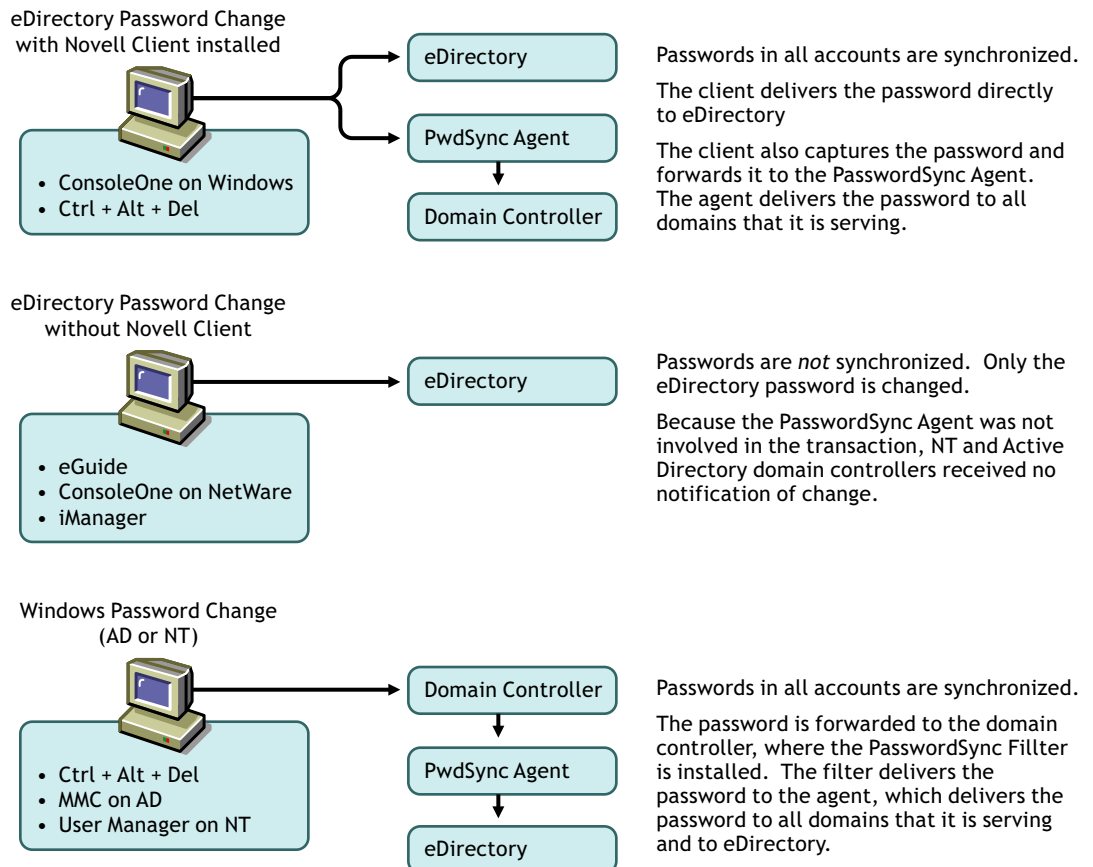 eDirectory Password Change
with Novell Client installed
• ConsoleOne on Windows
• Ctrl + Alt + Del
eDirectory
PwdSync Agent
Domain Controller
Passwords in all accounts are synchronized.
The client delivers the password directly
to eDirectory
The client also captures the password and
forwards it to the PasswordSync Agent.
The agent delivers the password to all
domains that it is serving.
eDirectory Password Change
without Novell Client
• eGuide
• ConsoleOne on NetWare
• iManager
eDirectory
Passwords are not synchronized. Only the
eDirectory password is changed.
Because the PasswordSync Agent was not
involved in the transaction, NT and Active
Directory domain controllers received no
notification of change.
Windows Password Change
(AD or NT)
• Ctrl + Alt + Del
• MMC on AD
• User Manager on NT
Domain Controller
PwdSync Agent
eDirectory
Passwords in all accounts are synchronized.
The password is forwarded to the domain
controller, where the PasswordSync Fillter
is installed. The filter delivers the
password to the agent, which delivers the
password to all domains that it is serving
and to eDirectory.